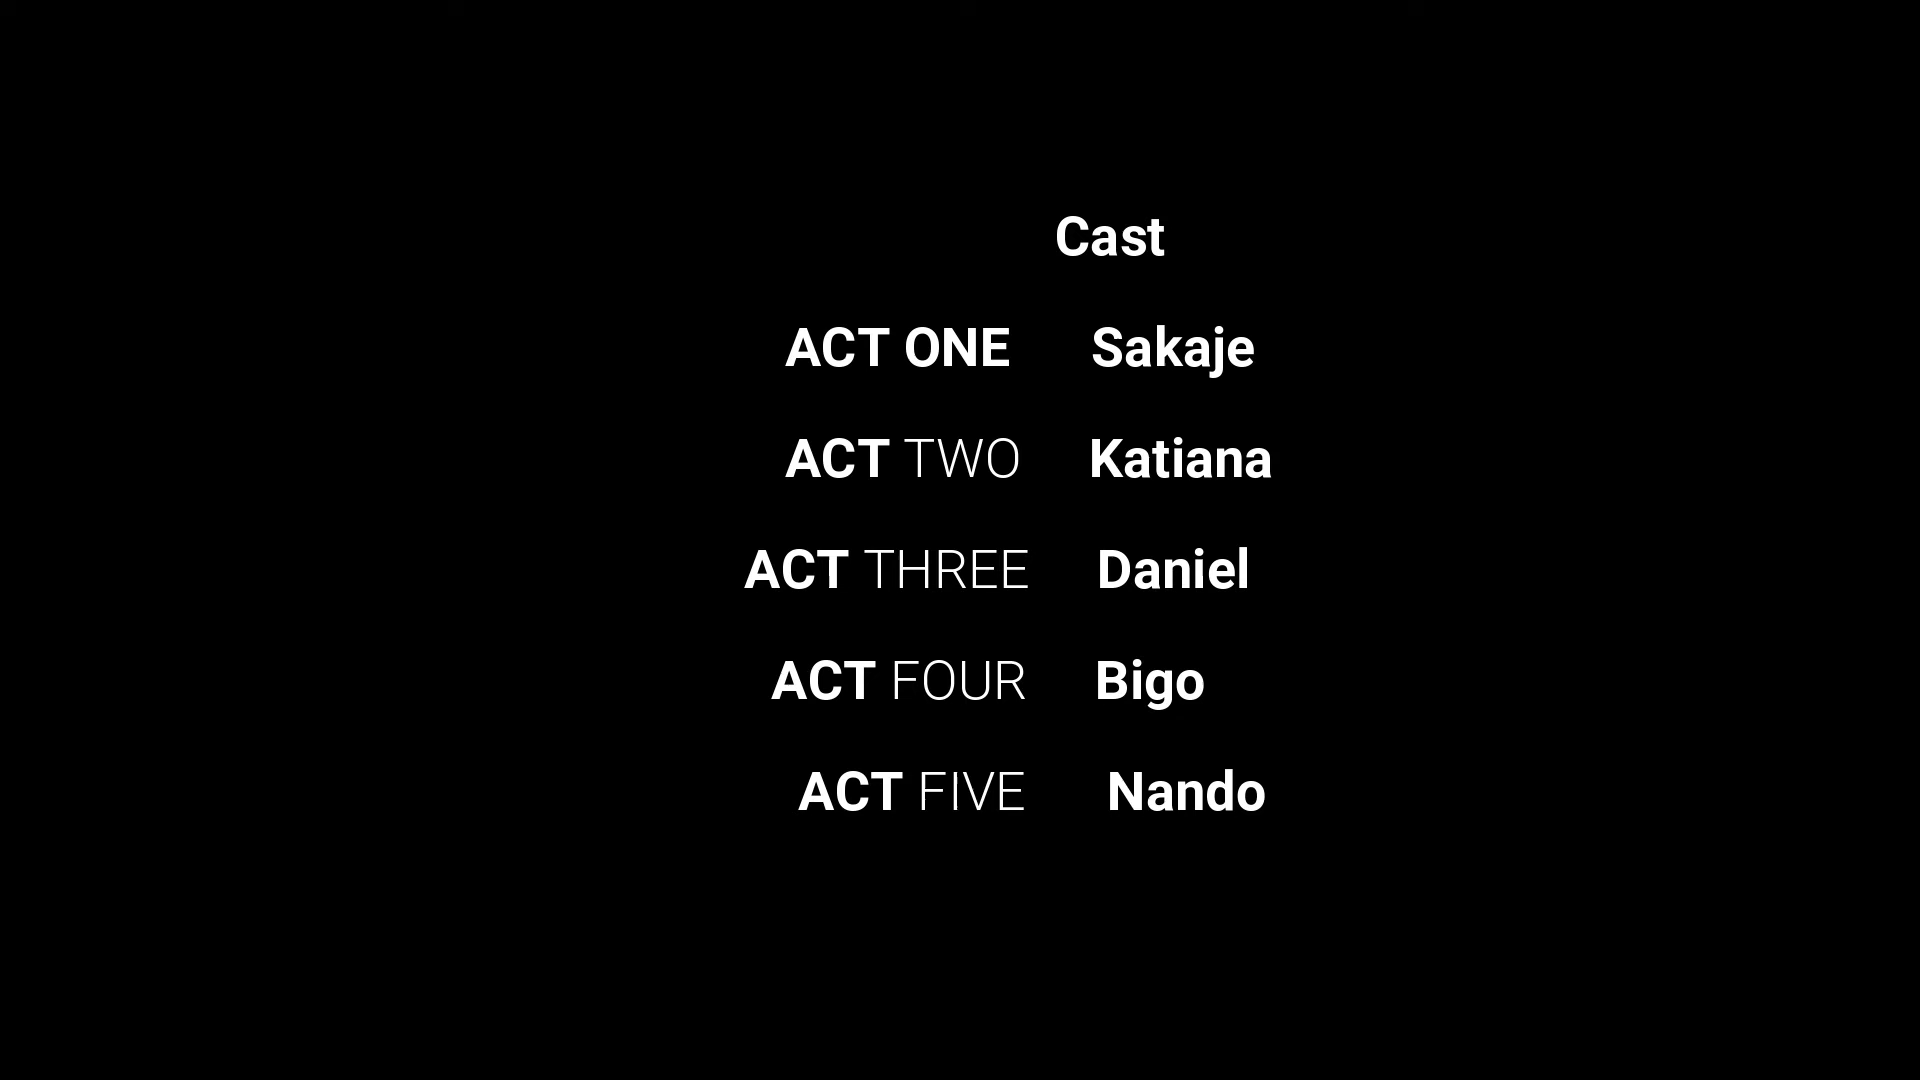 Cast
ACT ONE Sakaje
ACT TWO Katiana
ACT THREE Daniel
ACT FOUR Bigo
ACT FIVE Nando